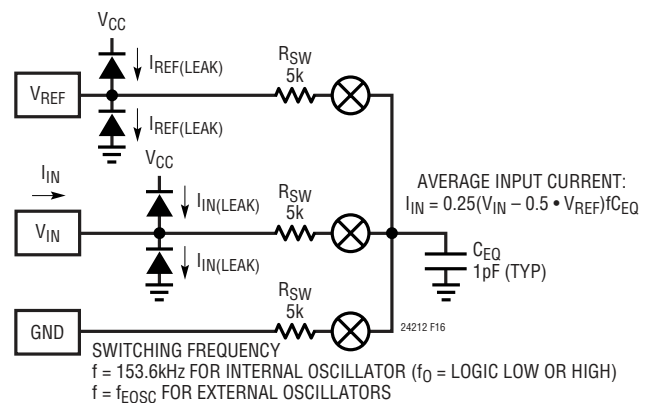 VCC
IREF(LEAK)
RSW
5k
VREF
IREF(LEAK)
VCC
IIN
AVERAGE INPUT CURRENT:
IIN = 0.25(VIN – 0.5 • VREF)fCEQ
IIN(LEAK)
RSW
5k
VIN
IIN(LEAK)
CEQ
1pF (TYP)
RSW
5k
GND
24212 F16
SWITCHING FREQUENCY
f = 153.6kHz FOR INTERNAL OSCILLATOR (fO = LOGIC LOW OR HIGH)
f = fEOSC FOR EXTERNAL OSCILLATORS